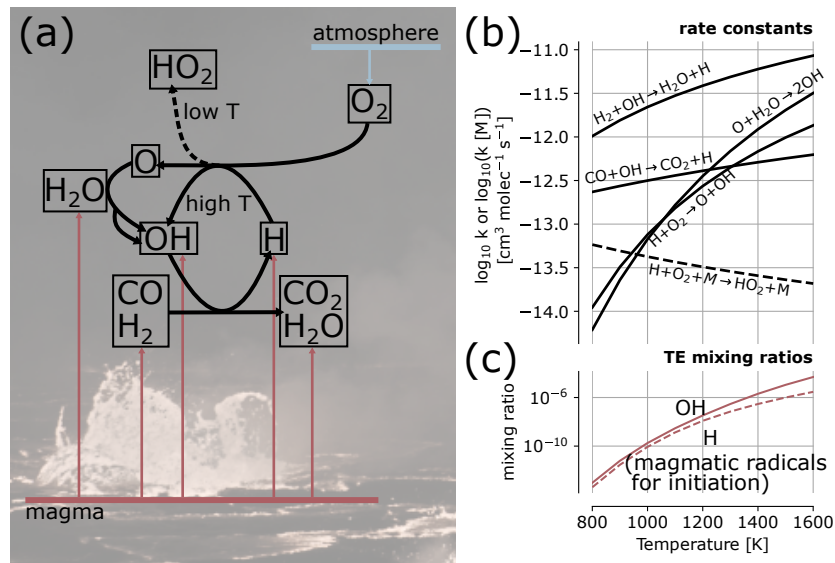 (a)
atmosphere
HO₂
low T
O₂
O
H₂O
high T
OH
H
CO
H₂
CO₂
H₂O
magma
(b)
rate constants
log₁₀ k or log₁₀(k [M])
[cm³ molec⁻¹ s⁻¹]
−11.0
−11.5
−12.0
−12.5
−13.0
−13.5
−14.0
H₂+OH→H₂O+H
O+H₂O→2OH
CO+OH→CO₂+H
H+O₂→O+OH
H+O₂+M→HO₂+M
(c)
TE mixing ratios
mixing ratio
10⁻⁶
10⁻¹⁰
OH
H
(magmatic radicals
for initiation)
800 1000 1200 1400 1600
Temperature [K]